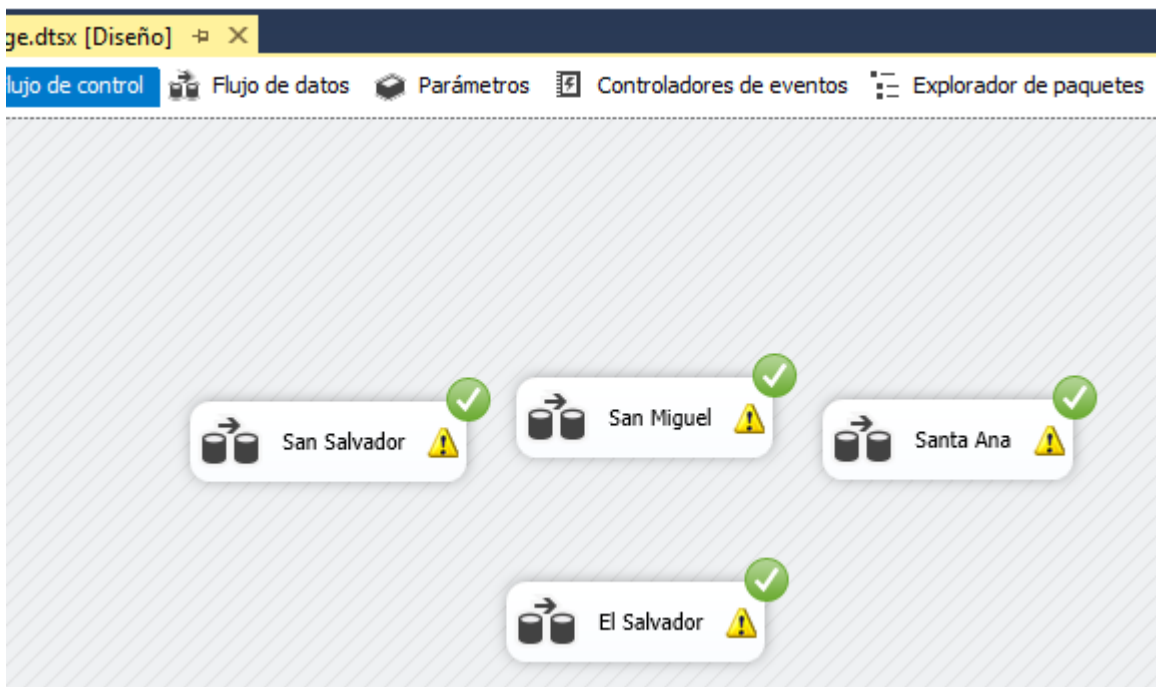 ge.dtsx [Diseño]
lujo de control Flujo de datos Parámetros Controladores de eventos Explorador de paquetes
San Salvador
San Miguel
Santa Ana
El Salvador